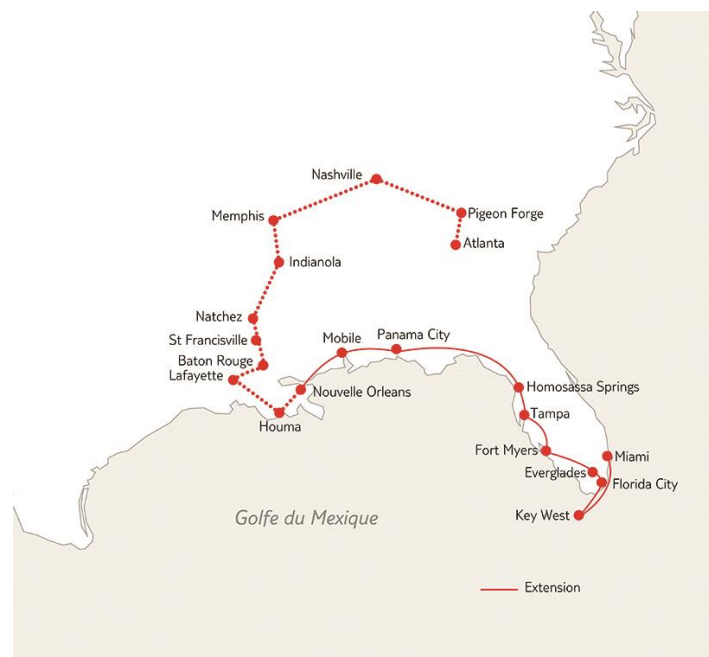 Nashville
Memphis
Pigeon Forge
Atlanta
Indianola
Natchez
St Francisville
Mobile
Panama City
Baton Rouge
Lafayette
Nouvelle Orleans
Homosassa Springs
Tampa
Houma
Fort Myers
Miami
Everglades
Florida City
Key West
Golfe du Mexique
Extension